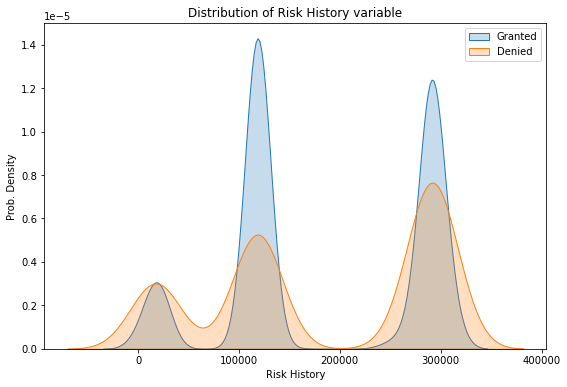 Distribution of Risk History variable
1e−5
Granted
Denied
1.4
1.2
1.0
0.8
0.6
0.4
0.2
0.0
Prob. Density
0 100000 200000 300000 400000
Risk History